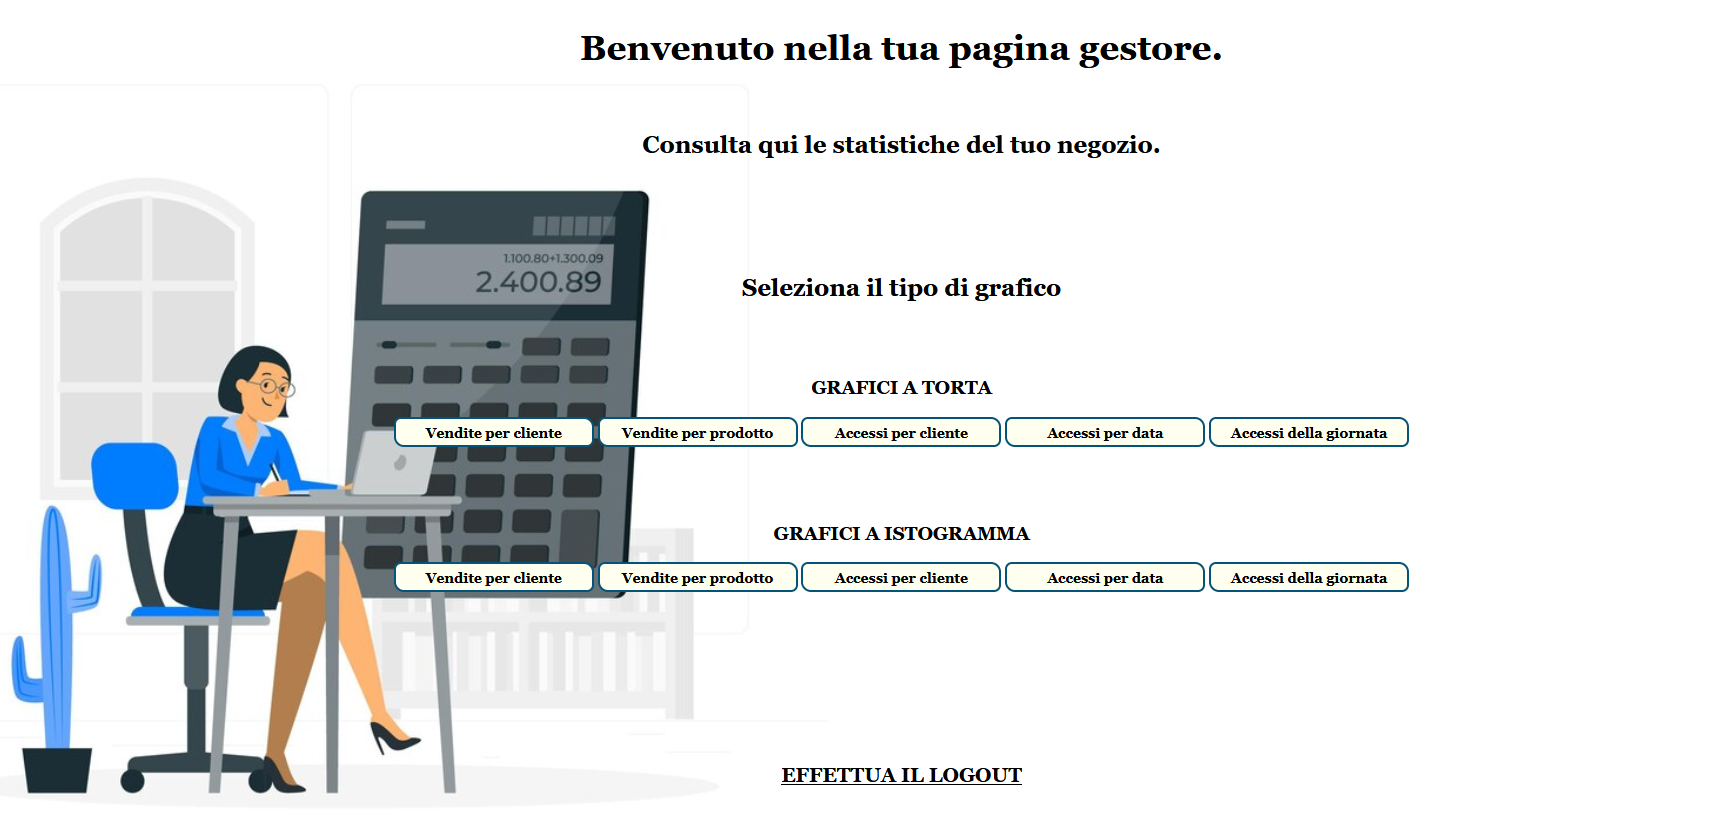 Benvenuto nella tua pagina gestore.
Consulta qui le statistiche del tuo negozio.
1.100.80+1.300.09
2.400.89
Seleziona il tipo di grafico
GRAFICI A TORTA
Vendite per cliente Vendite per prodotto Accessi per cliente Accessi per data Accessi della giornata
GRAFICI A ISTOGRAMMA
Vendite per cliente Vendite per prodotto Accessi per cliente Accessi per data Accessi della giornata
EFFETTUA IL LOGOUT